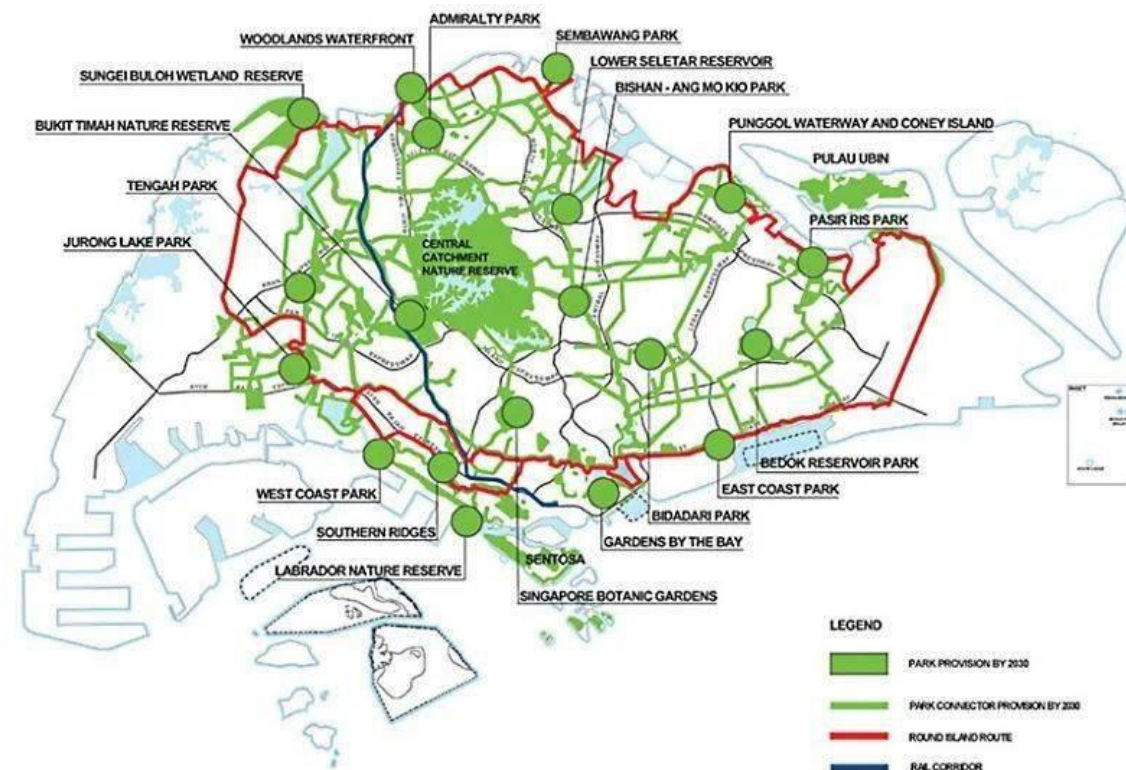 ADMIRALTY PARK
WOODLANDS WATERFRONT
SEMBAWANG PARK
LOWER SELETAR RESERVOIR
SUNGEI BULOH WETLAND RESERVE
BISHAN - ANG MO KIO PARK
BUKIT TIMAH NATURE RESERVE
PUNGGOL WATERWAY AND CONEY ISLAND
PULAU UBIN
TENGAH PARK
PASIR RIS PARK
JURONG LAKE PARK
CENTRAL
CATCHMENT
NATURE RESERVE
EXPRESSWAY
BEDOK RESERVOIR PARK
WEST COAST PARK
EAST COAST PARK
BIDADARI PARK
SOUTHERN RIDGES
GARDENS BY THE BAY
SENTOSA
LABRADOR NATURE RESERVE
SINGAPORE BOTANIC GARDENS
LEGEND
PARK PROVISION BY 2030
PARK CONNECTOR PROVISION BY 2030
ROUND ISLAND ROUTE
RAIL CORRIDOR